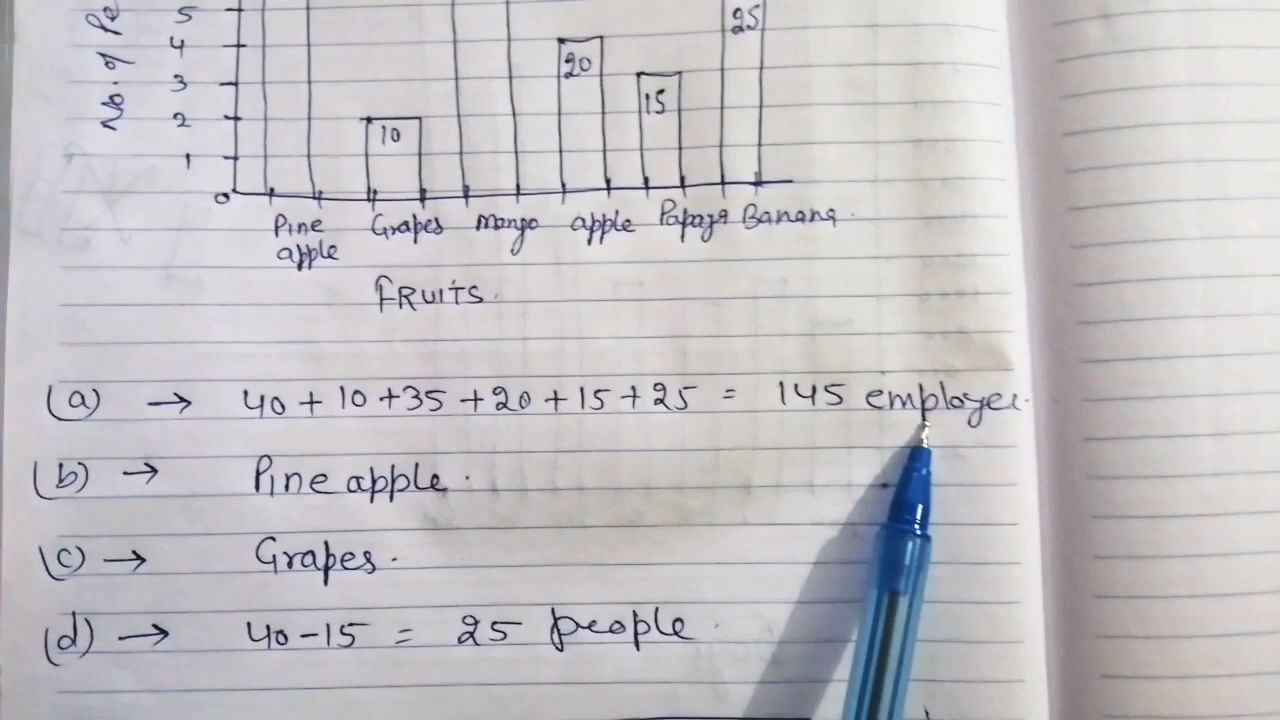 No. of Pe
5
4
3
2
1
0
25
20
15
10
Pine apple
Grapes
Mango
apple
Papaya
Banana.
FRUITS.
(a) → 40 + 10 + 35 + 20 + 15 + 25 = 145 employee.
(b) → Pine apple.
(c) → Grapes.
(d) → 40 - 15 = 25 people.